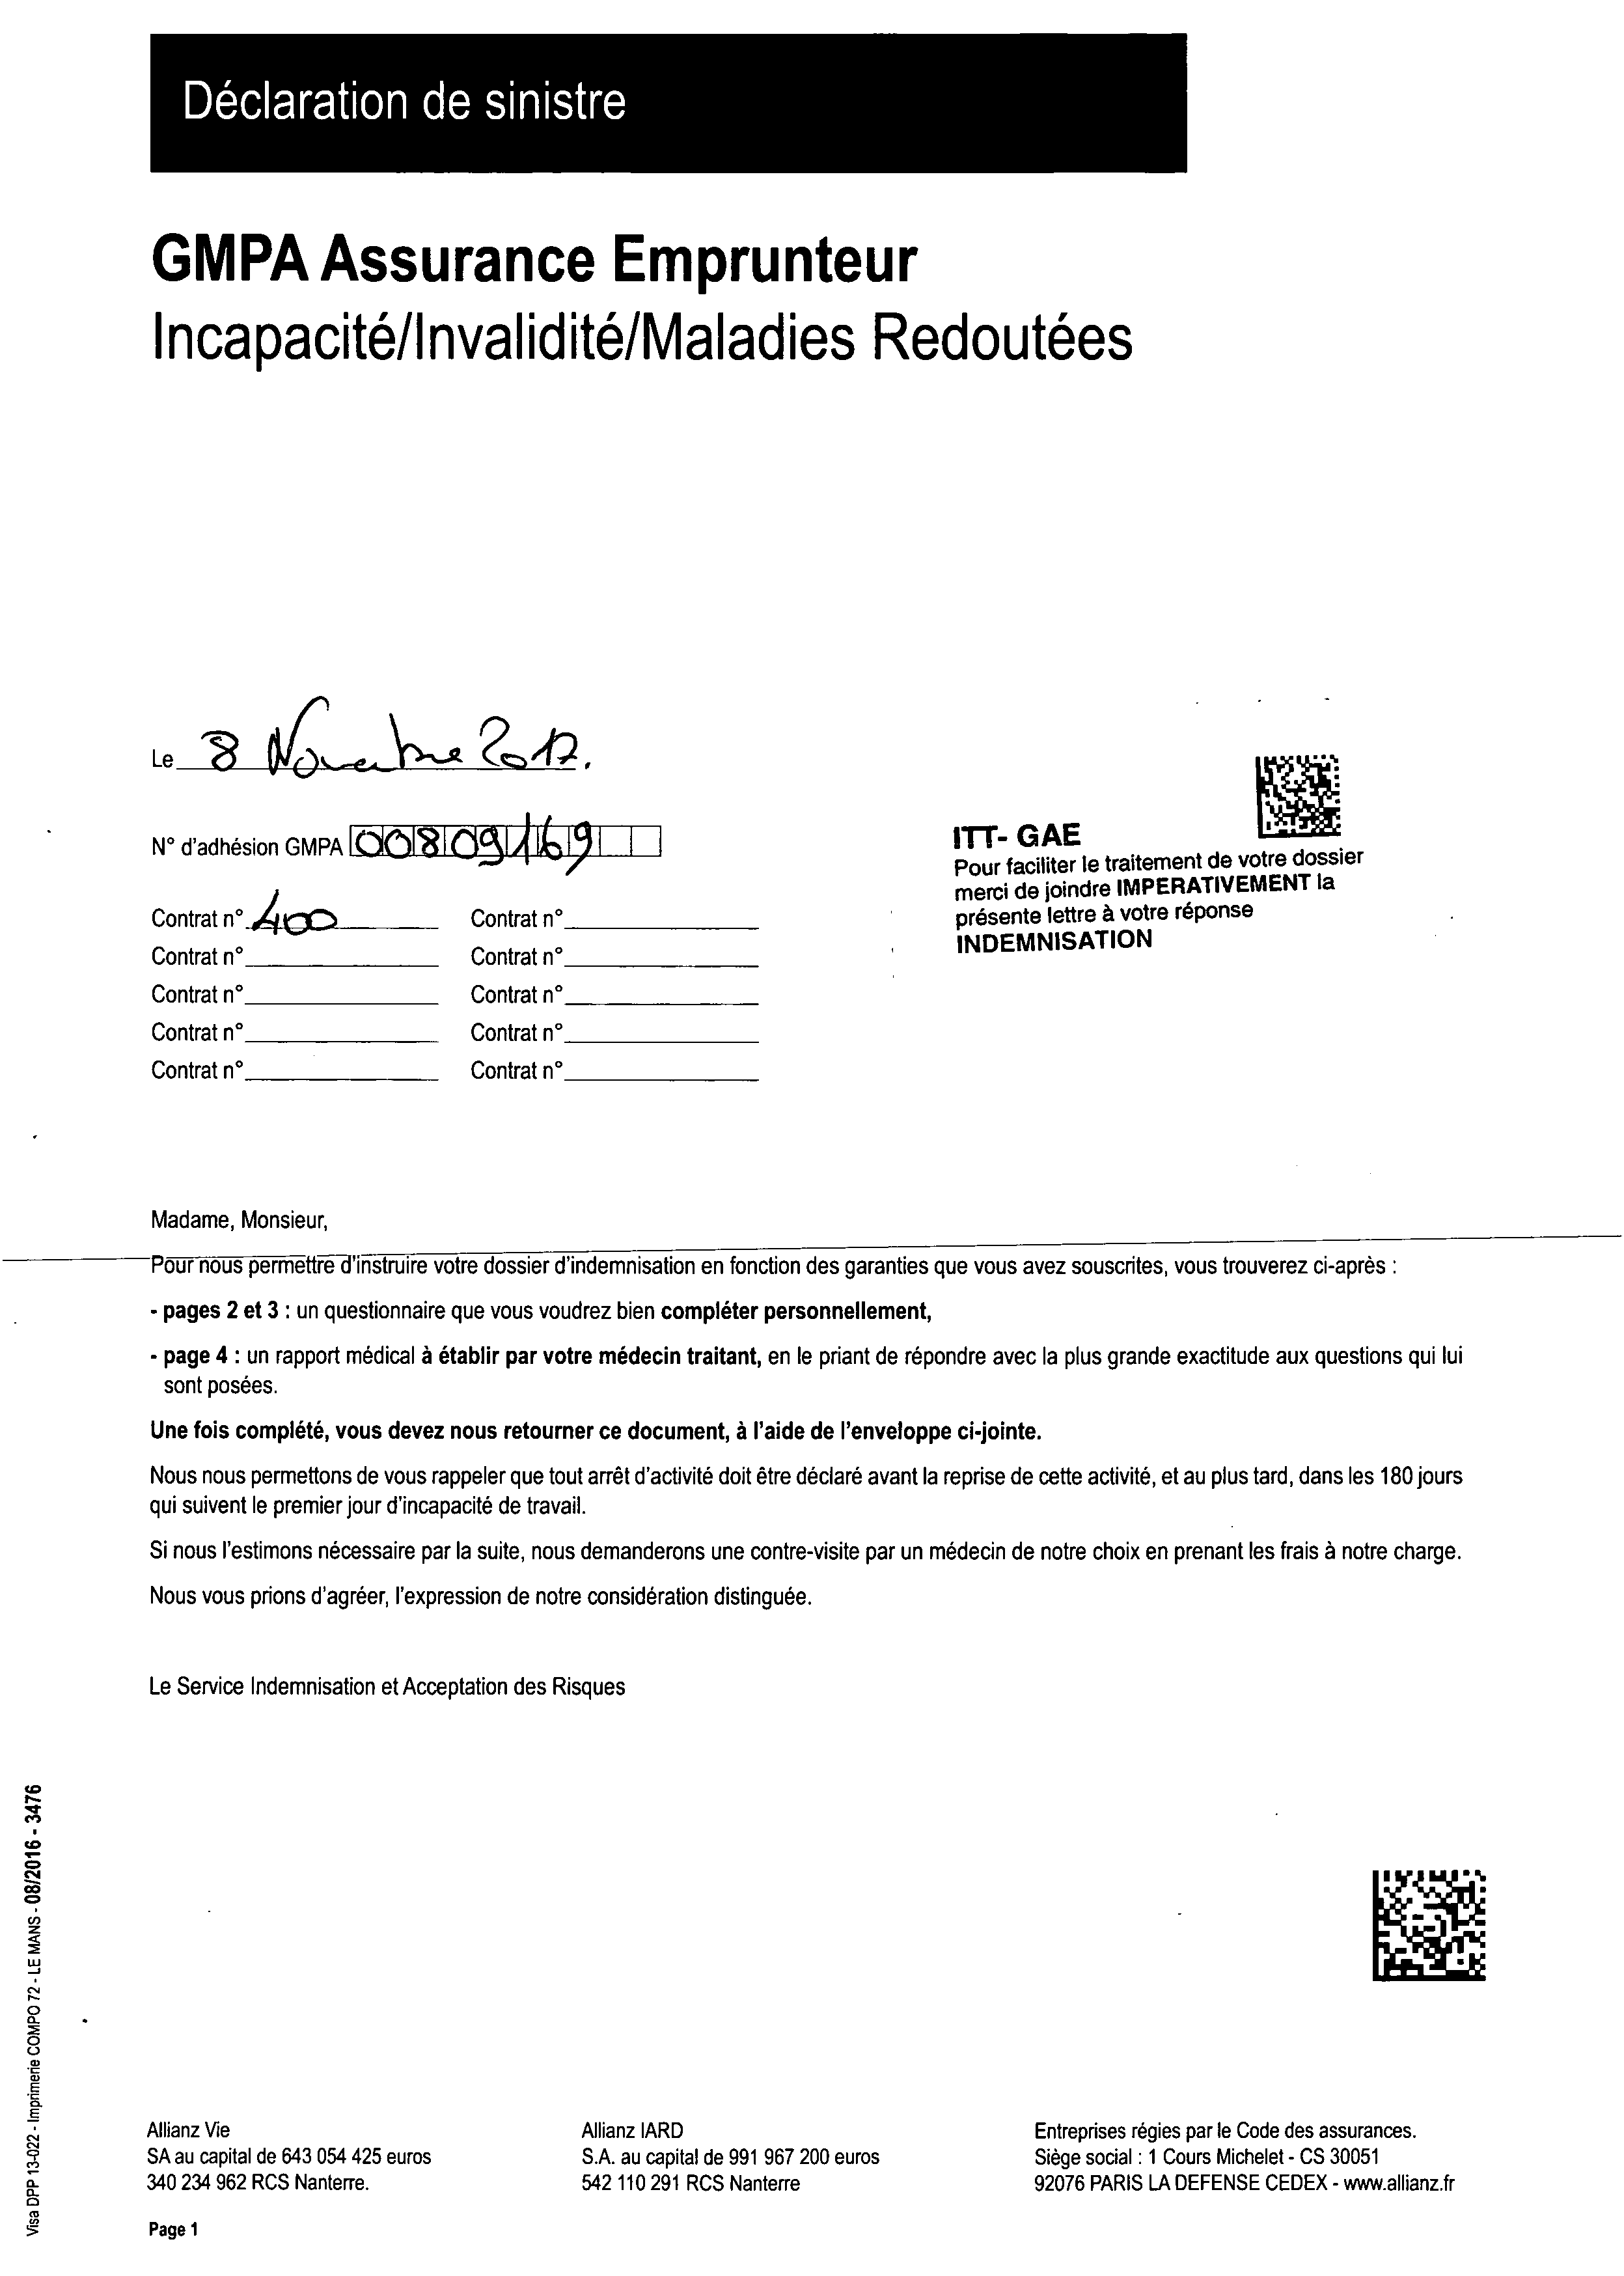 Déclaration de sinistre
GMPA Assurance Emprunteur
Incapacité/Invalidité/Maladies Redoutées
Le 8 Novembre 2017.
N° d'adhésion GMPA 00809169
Contrat n° 400 Contrat n°
Contrat n° Contrat n°
Contrat n° Contrat n°
Contrat n° Contrat n°
Contrat n° Contrat n°
ITT- GAE
Pour faciliter le traitement de votre dossier
merci de joindre IMPERATIVEMENT la
présente lettre à votre réponse
INDEMNISATION
Madame, Monsieur,
Pour nous permettre d'instruire votre dossier d'indemnisation en fonction des garanties que vous avez souscrites, vous trouverez ci-après :
- pages 2 et 3 : un questionnaire que vous voudrez bien compléter personnellement,
- page 4 : un rapport médical à établir par votre médecin traitant, en le priant de répondre avec la plus grande exactitude aux questions qui lui
sont posées.
Une fois complété, vous devez nous retourner ce document, à l'aide de l'enveloppe ci-jointe.
Nous nous permettons de vous rappeler que tout arrêt d'activité doit être déclaré avant la reprise de cette activité, et au plus tard, dans les 180 jours
qui suivent le premier jour d'incapacité de travail.
Si nous l'estimons nécessaire par la suite, nous demanderons une contre-visite par un médecin de notre choix en prenant les frais à notre charge.
Nous vous prions d'agréer, l'expression de notre considération distinguée.
Le Service Indemnisation et Acceptation des Risques
Visa DPP 13-022 - Imprimerie COMPO 72 - LE MANS - 08/2016 - 3476
Allianz Vie
SA au capital de 643 054 425 euros
340 234 962 RCS Nanterre.
Allianz IARD
S.A. au capital de 991 967 200 euros
542 110 291 RCS Nanterre
Entreprises régies par le Code des assurances.
Siège social : 1 Cours Michelet - CS 30051
92076 PARIS LA DEFENSE CEDEX - www.allianz.fr
Page 1